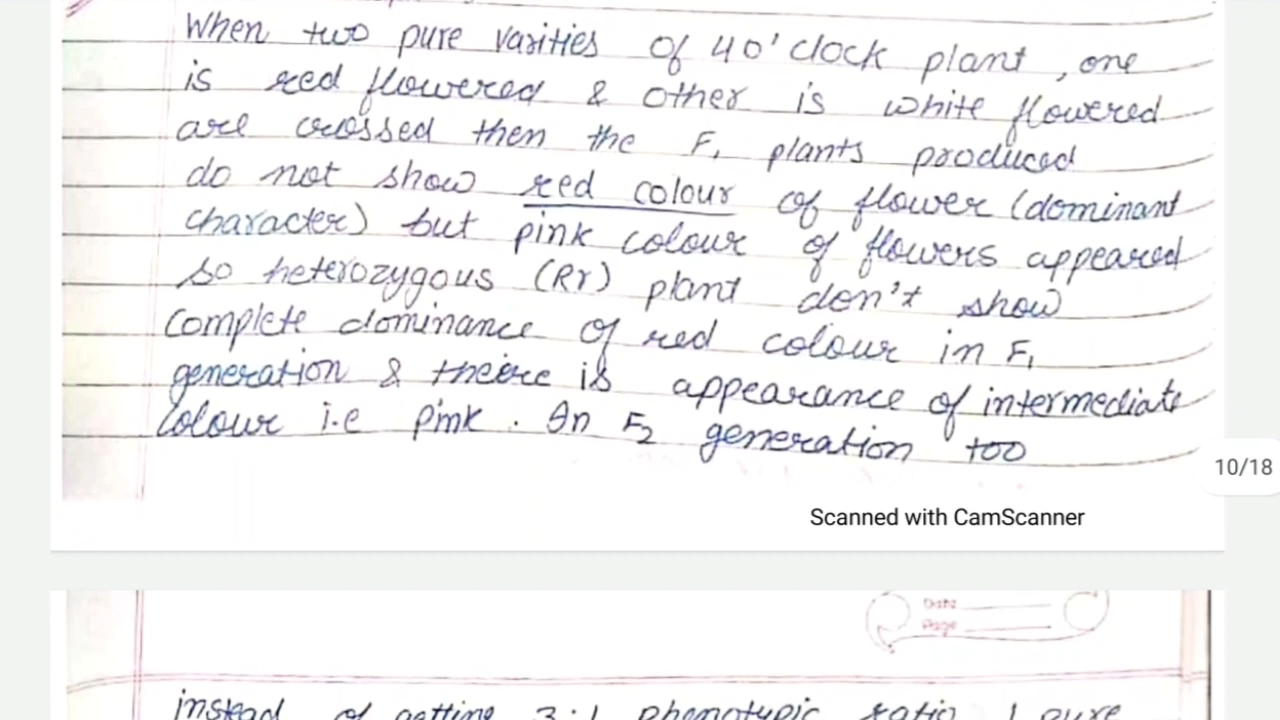 When two pure varities of 4 o'clock plant , one
is red flowered & other is white flowered
are crossed then the F1 plants produced
do not show red colour of flower (dominant
character) but pink colour of flowers appeared
so heterozygous (Rr) plant don't show
complete dominance of red colour in F1
generation & there is appearance of intermediate
colour i.e pink . In F2 generation too
10/18
Scanned with CamScanner
Date
Page
instead of getting 3:1 phenotypic ratio 1 pure